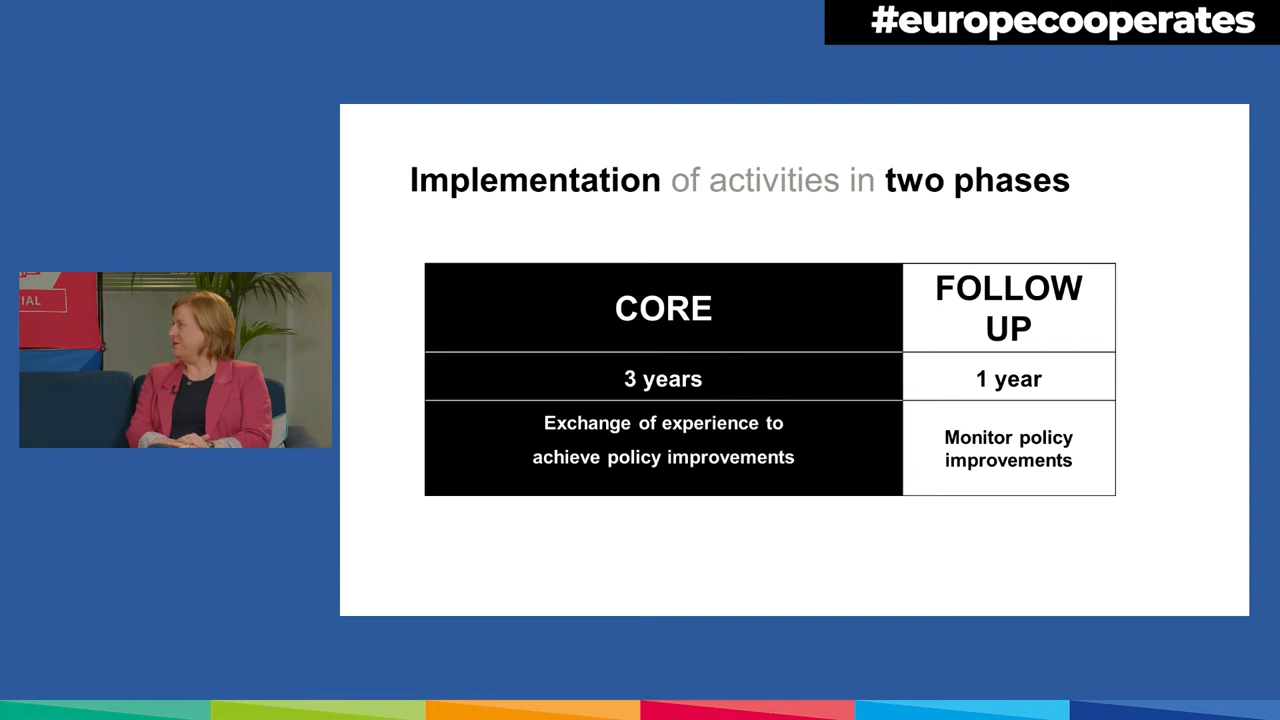 #europecooperates
Implementation of activities in two phases
CORE
FOLLOW
UP
3 years
1 year
Exchange of experience to
achieve policy improvements
Monitor policy
improvements
IAL